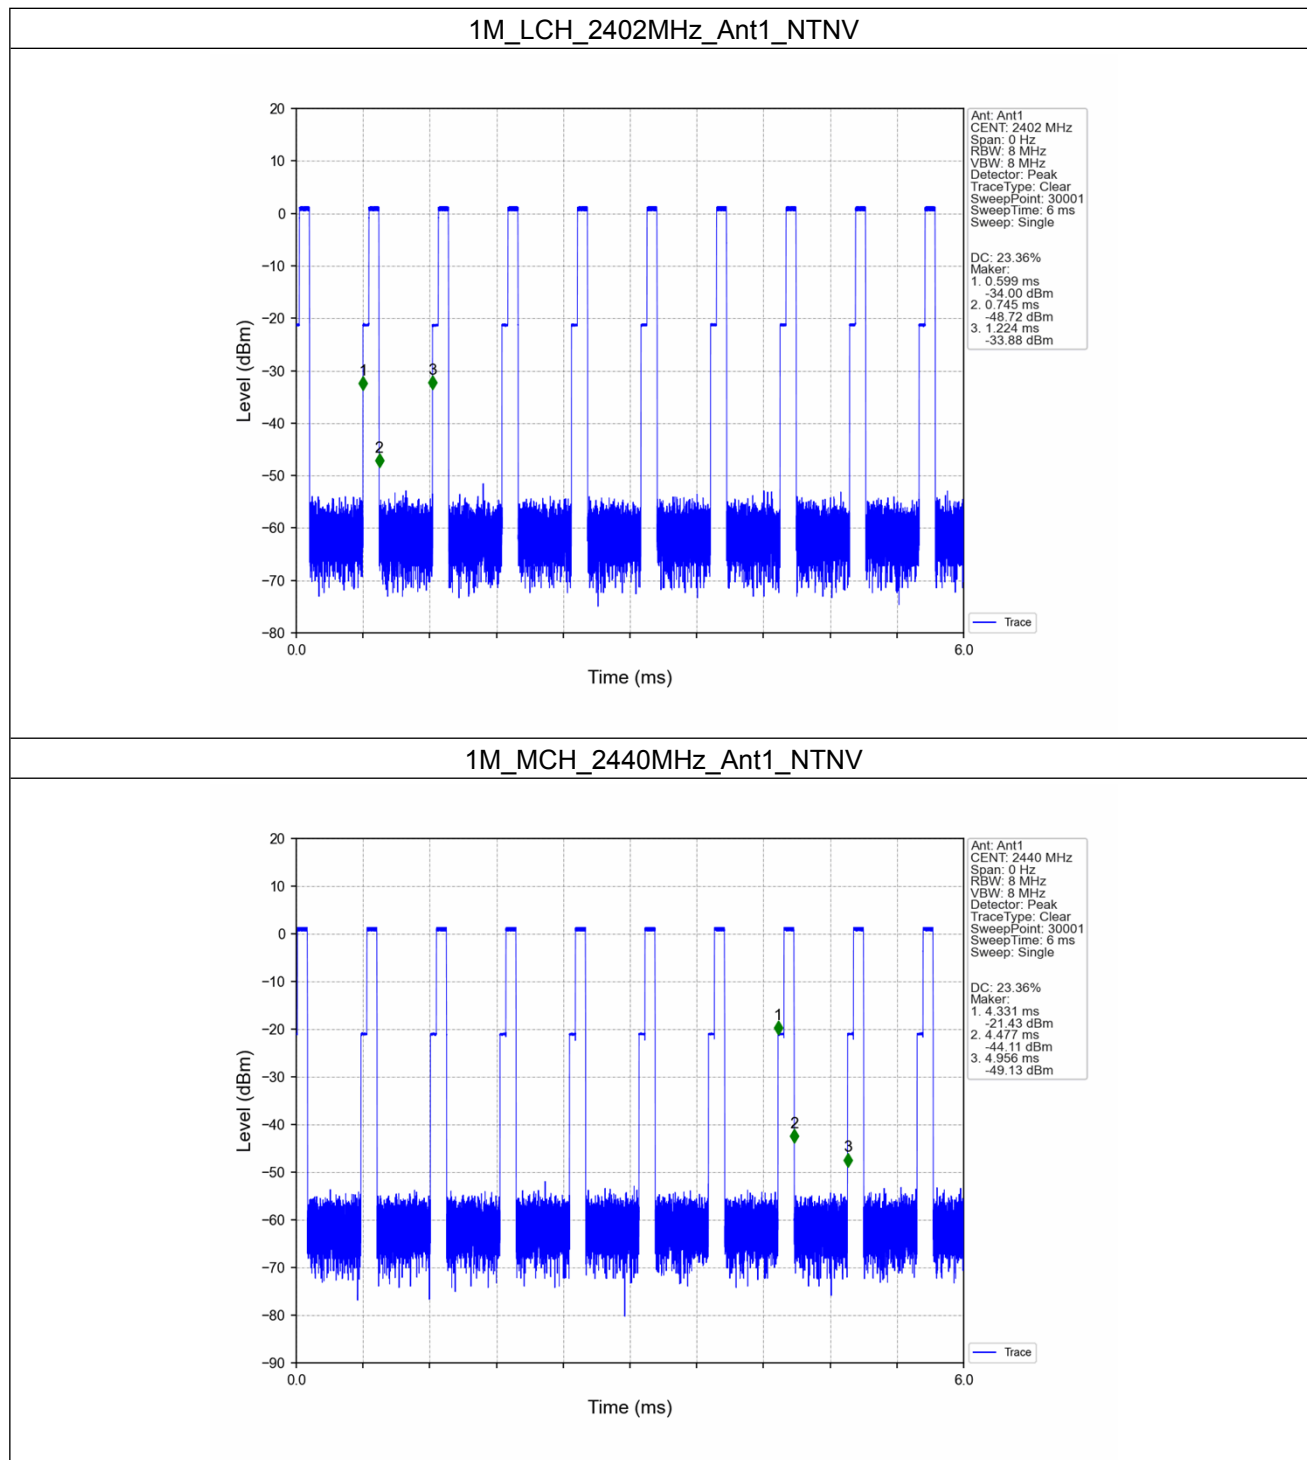 1M_LCH_2402MHz_Ant1_NTNV
20
10
0
−10
−20
−30
−40
−50
−60
−70
−80
Level (dBm)
1
2
3
0.0
6.0
Time (ms)
Ant: Ant1
CENT: 2402 MHz
Span: 0 Hz
RBW: 8 MHz
VBW: 8 MHz
Detector: Peak
TraceType: Clear
SweepPoint: 30001
SweepTime: 6 ms
Sweep: Single
DC: 23.36%
Maker:
1. 0.599 ms
-34.00 dBm
2. 0.745 ms
-48.72 dBm
3. 1.224 ms
-33.88 dBm
Trace
1M_MCH_2440MHz_Ant1_NTNV
20
10
0
−10
−20
−30
−40
−50
−60
−70
−80
−90
Level (dBm)
1
2
3
0.0
6.0
Time (ms)
Ant: Ant1
CENT: 2440 MHz
Span: 0 Hz
RBW: 8 MHz
VBW: 8 MHz
Detector: Peak
TraceType: Clear
SweepPoint: 30001
SweepTime: 6 ms
Sweep: Single
DC: 23.36%
Maker:
1. 4.331 ms
-21.43 dBm
2. 4.477 ms
-44.11 dBm
3. 4.956 ms
-49.13 dBm
Trace